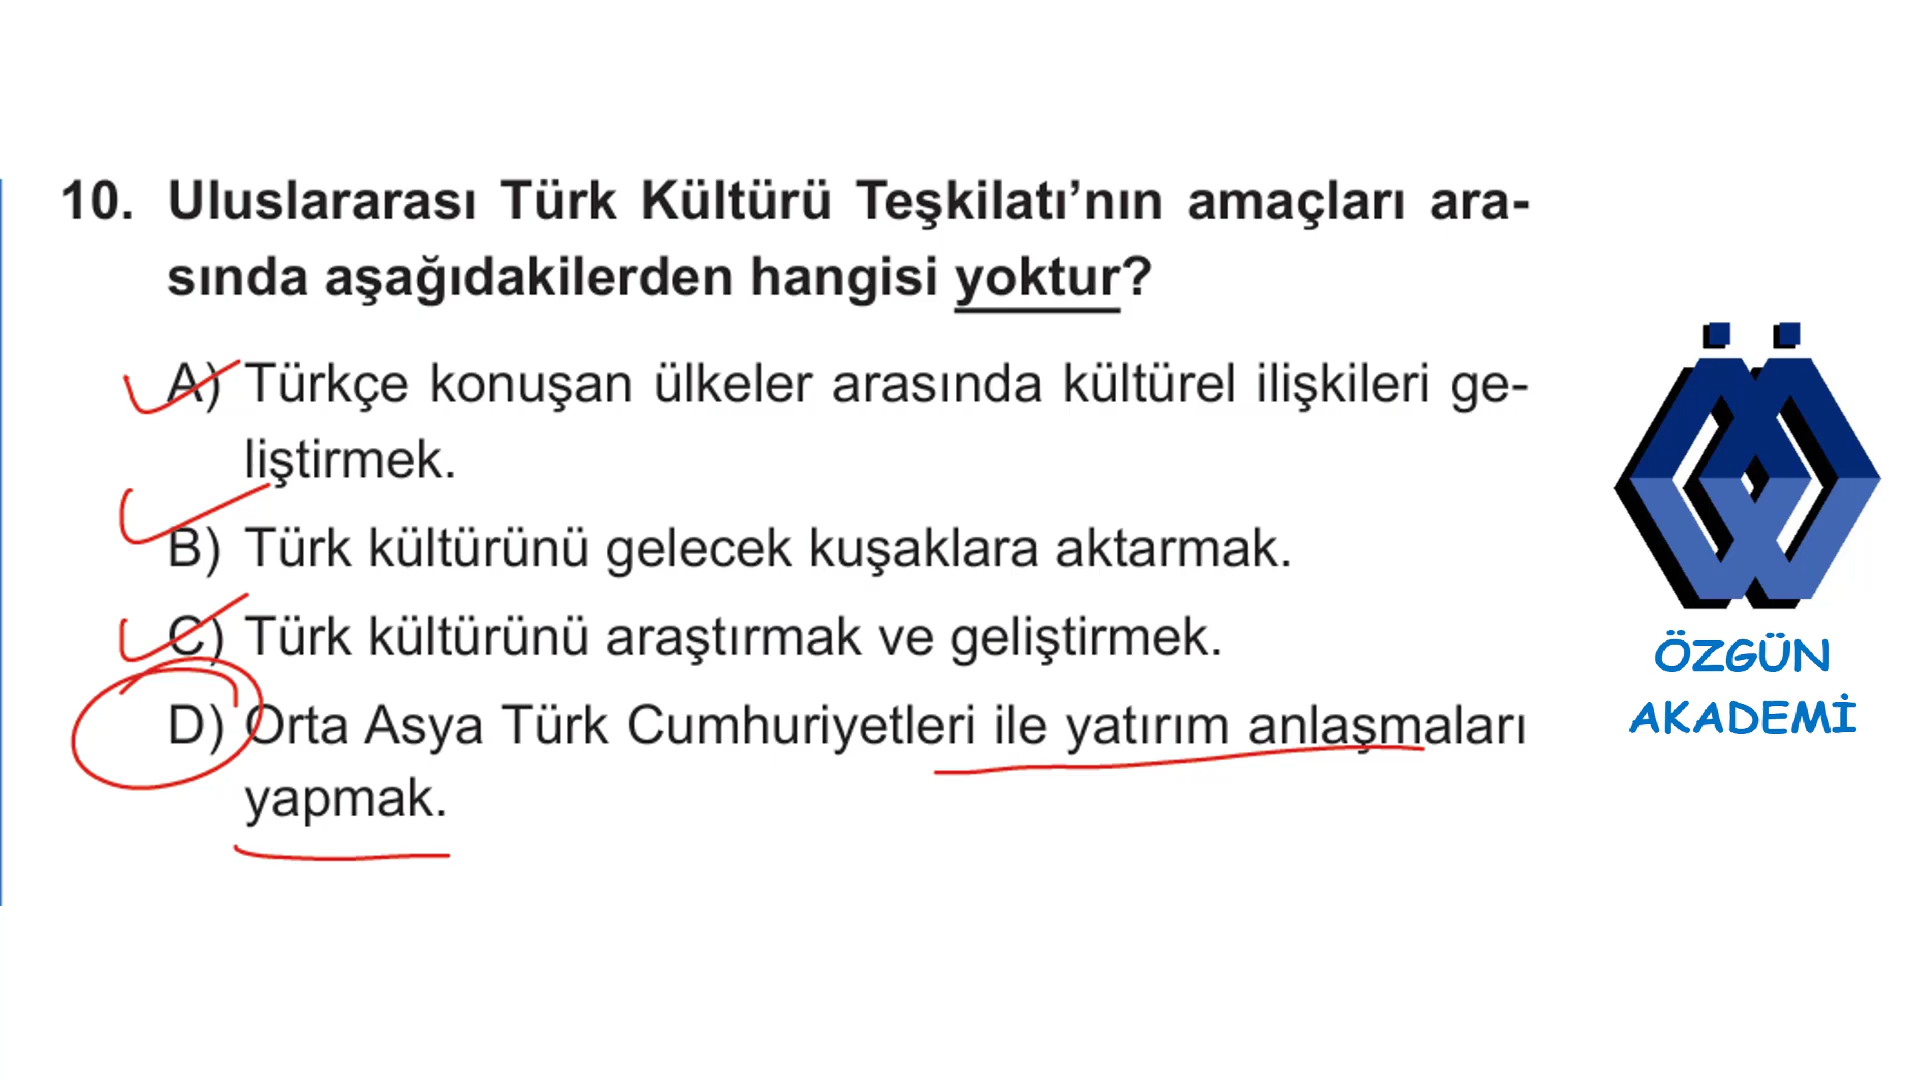 10. Uluslararası Türk Kültürü Teşkilatı’nın amaçları ara-
sında aşağıdakilerden hangisi yoktur?
A) Türkçe konuşan ülkeler arasında kültürel ilişkileri ge-
liştirmek.
B) Türk kültürünü gelecek kuşaklara aktarmak.
C) Türk kültürünü araştırmak ve geliştirmek.
D) Orta Asya Türk Cumhuriyetleri ile yatırım anlaşmaları
yapmak.
ÖZGÜN
AKADEMİ